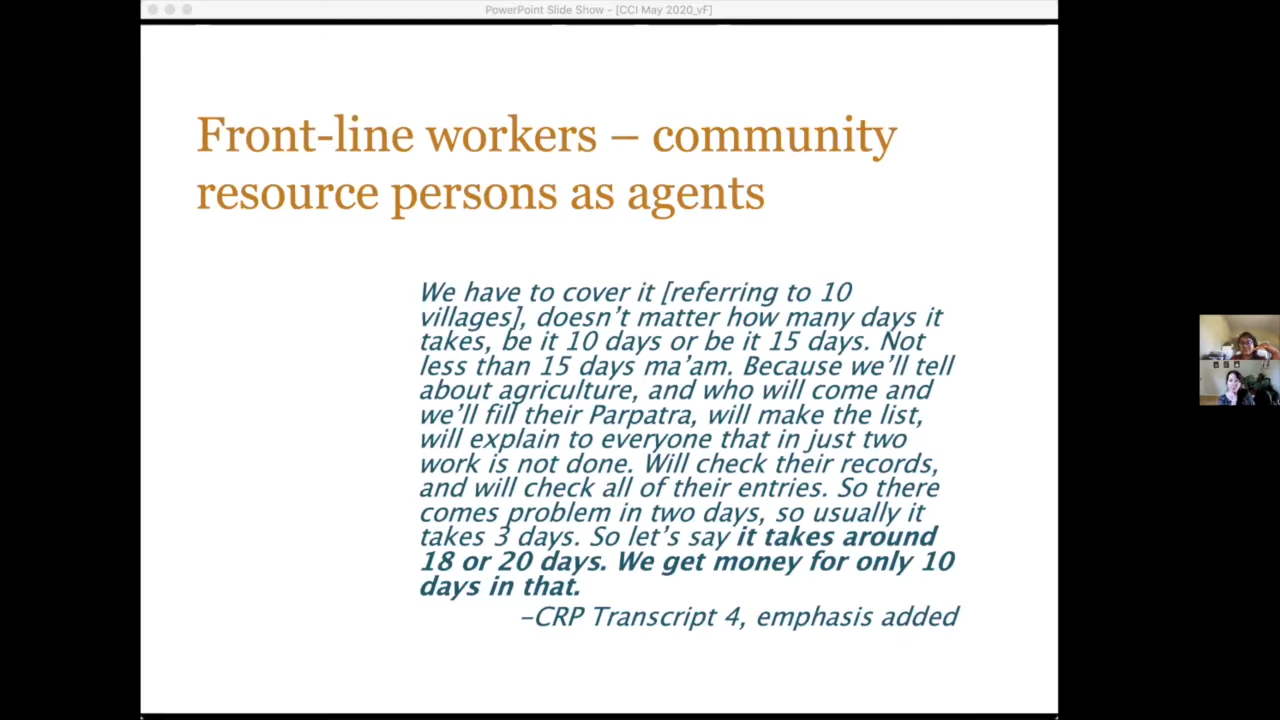 PowerPoint Slide Show - [CCI May 2020_vF]
Front-line workers – community
resource persons as agents
We have to cover it [referring to 10
villages], doesn't matter how many days it
takes, be it 10 days or be it 15 days. Not
less than 15 days ma'am. Because we'll tell
about agriculture, and who will come and
we'll fill their Parpatra, will make the list,
will explain to everyone that in just two
work is not done. Will check their records,
and will check all of their entries. So there
comes problem in two days, so usually it
takes 3 days. So let's say it takes around
18 or 20 days. We get money for only 10
days in that.
–CRP Transcript 4, emphasis added